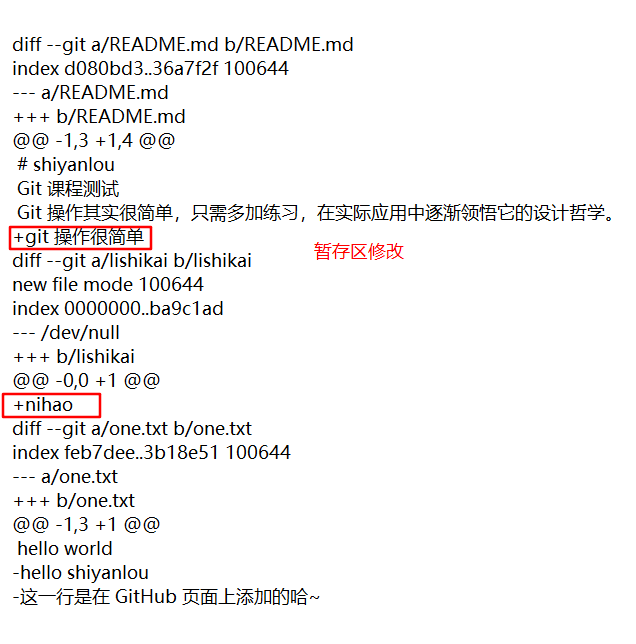 diff --git a/README.md b/README.md
index d080bd3..36a7f2f 100644
--- a/README.md
+++ b/README.md
@@ -1,3 +1,4 @@
# shiyanlou
Git 课程测试
Git 操作其实很简单，只需多加练习，在实际应用中逐渐领悟它的设计哲学。
+git 操作很简单
暂存区修改
diff --git a/lishikai b/lishikai
new file mode 100644
index 0000000..ba9c1ad
--- /dev/null
+++ b/lishikai
@@ -0,0 +1 @@
+nihao
diff --git a/one.txt b/one.txt
index feb7dee..3b18e51 100644
--- a/one.txt
+++ b/one.txt
@@ -1,3 +1 @@
hello world
-hello shiyanlou
-这一行是在 GitHub 页面上添加的哈~